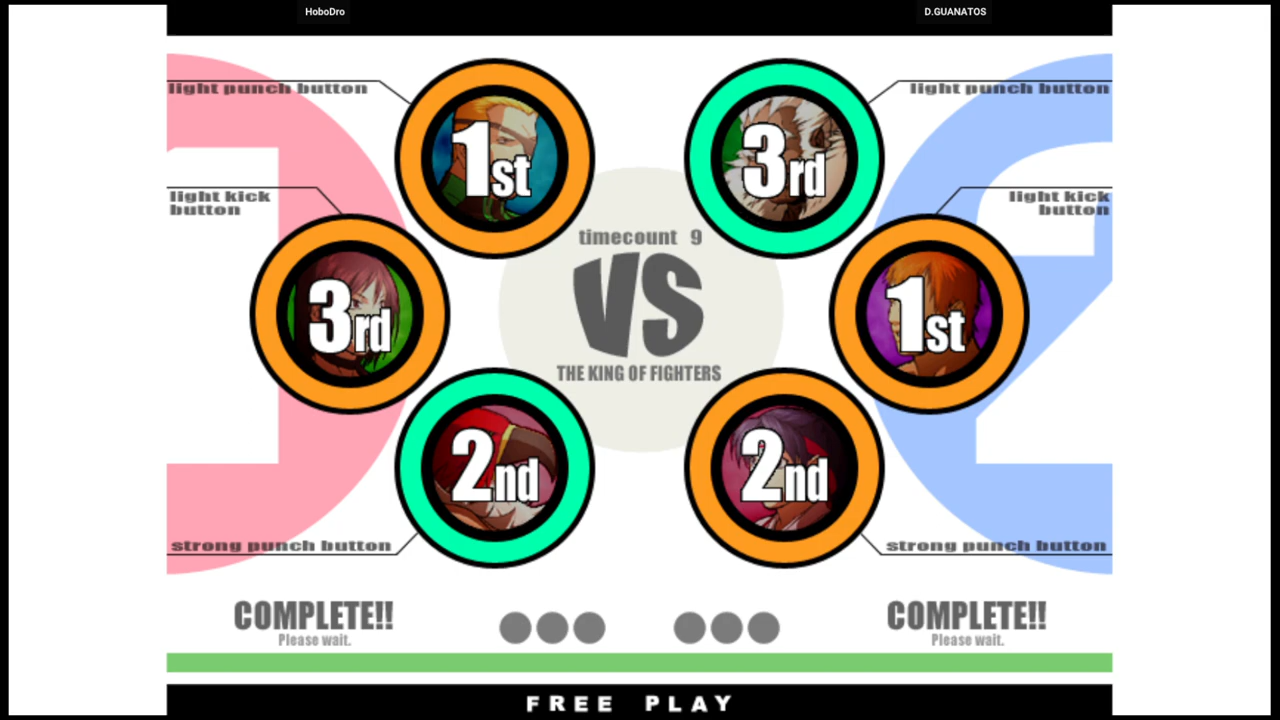 HoboDro
D.GUANATOS
light punch button
light punch button
1st
3rd
light kick
button
light kick
button
timecount 9
VS
THE KING OF FIGHTERS
3rd
1st
2nd
2nd
strong punch button
strong punch button
COMPLETE!!
Please wait.
COMPLETE!!
Please wait.
FREE PLAY